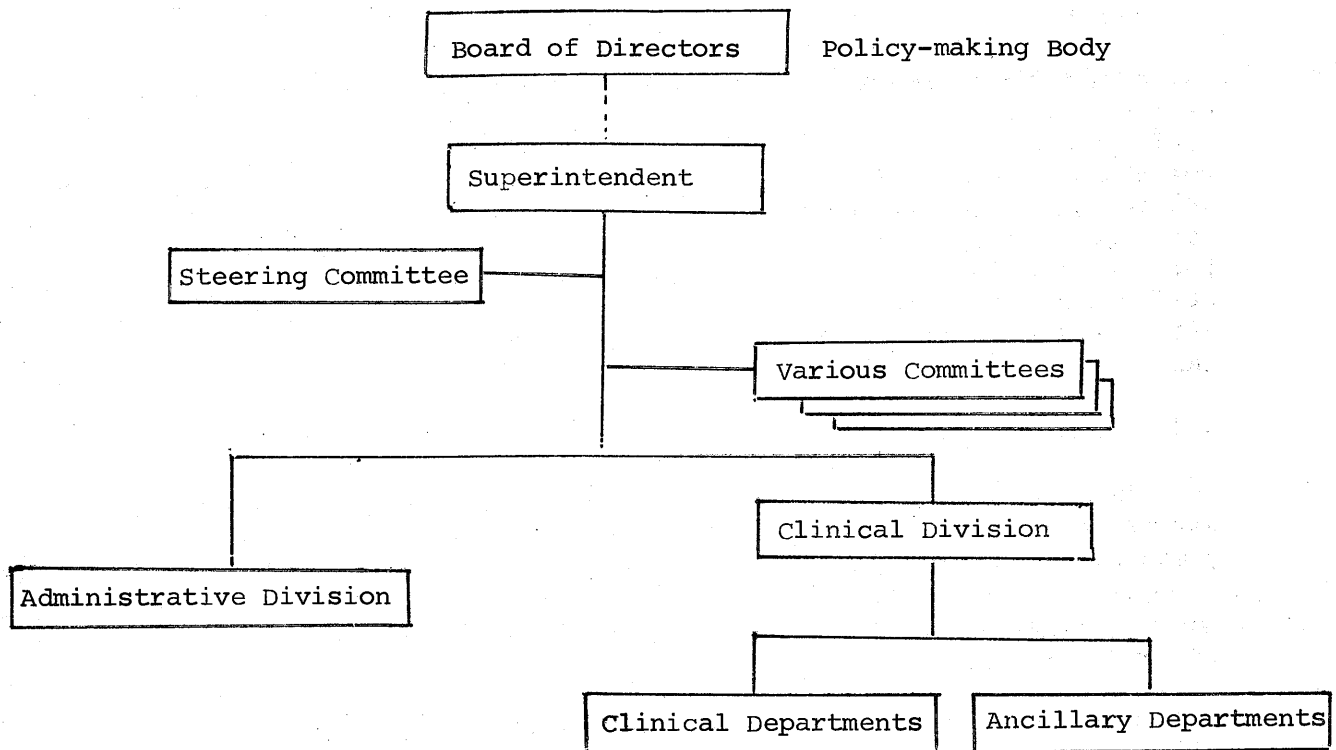 Board of Directors
Policy-making Body
Superintendent
Steering Committee
Various Committees
Clinical Division
Administrative Division
Clinical Departments
Ancillary Departments